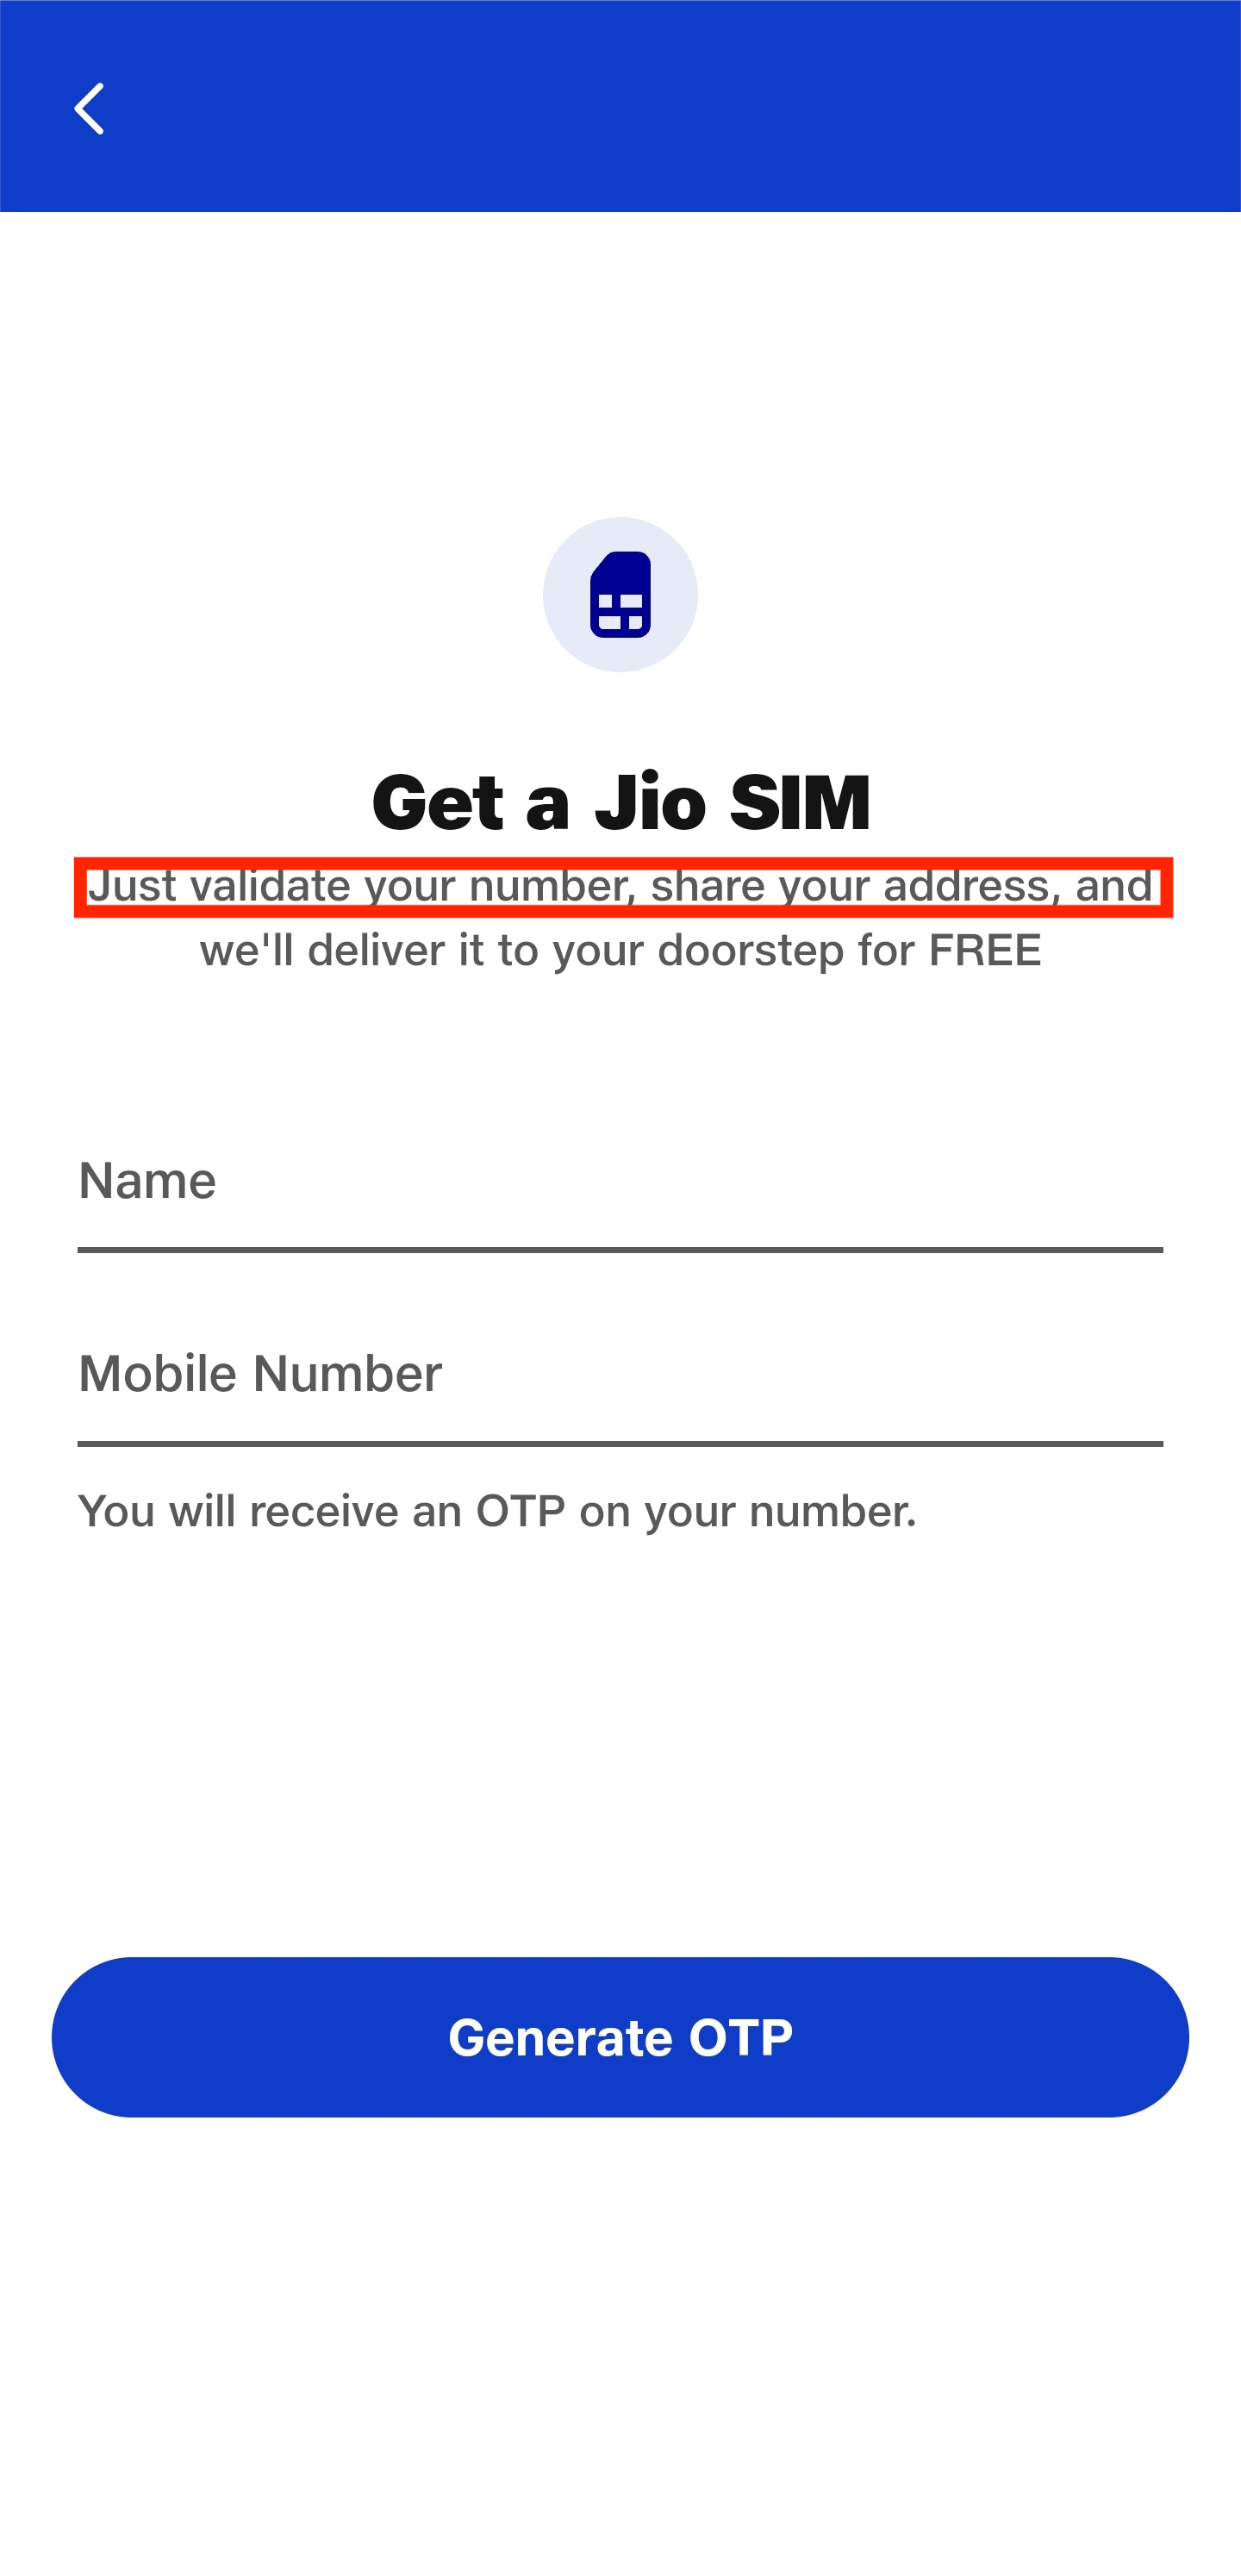 Get a Jio SIM
Just validate your number, share your address, and
we'll deliver it to your doorstep for FREE
Name
Mobile Number
You will receive an OTP on your number.
Generate OTP